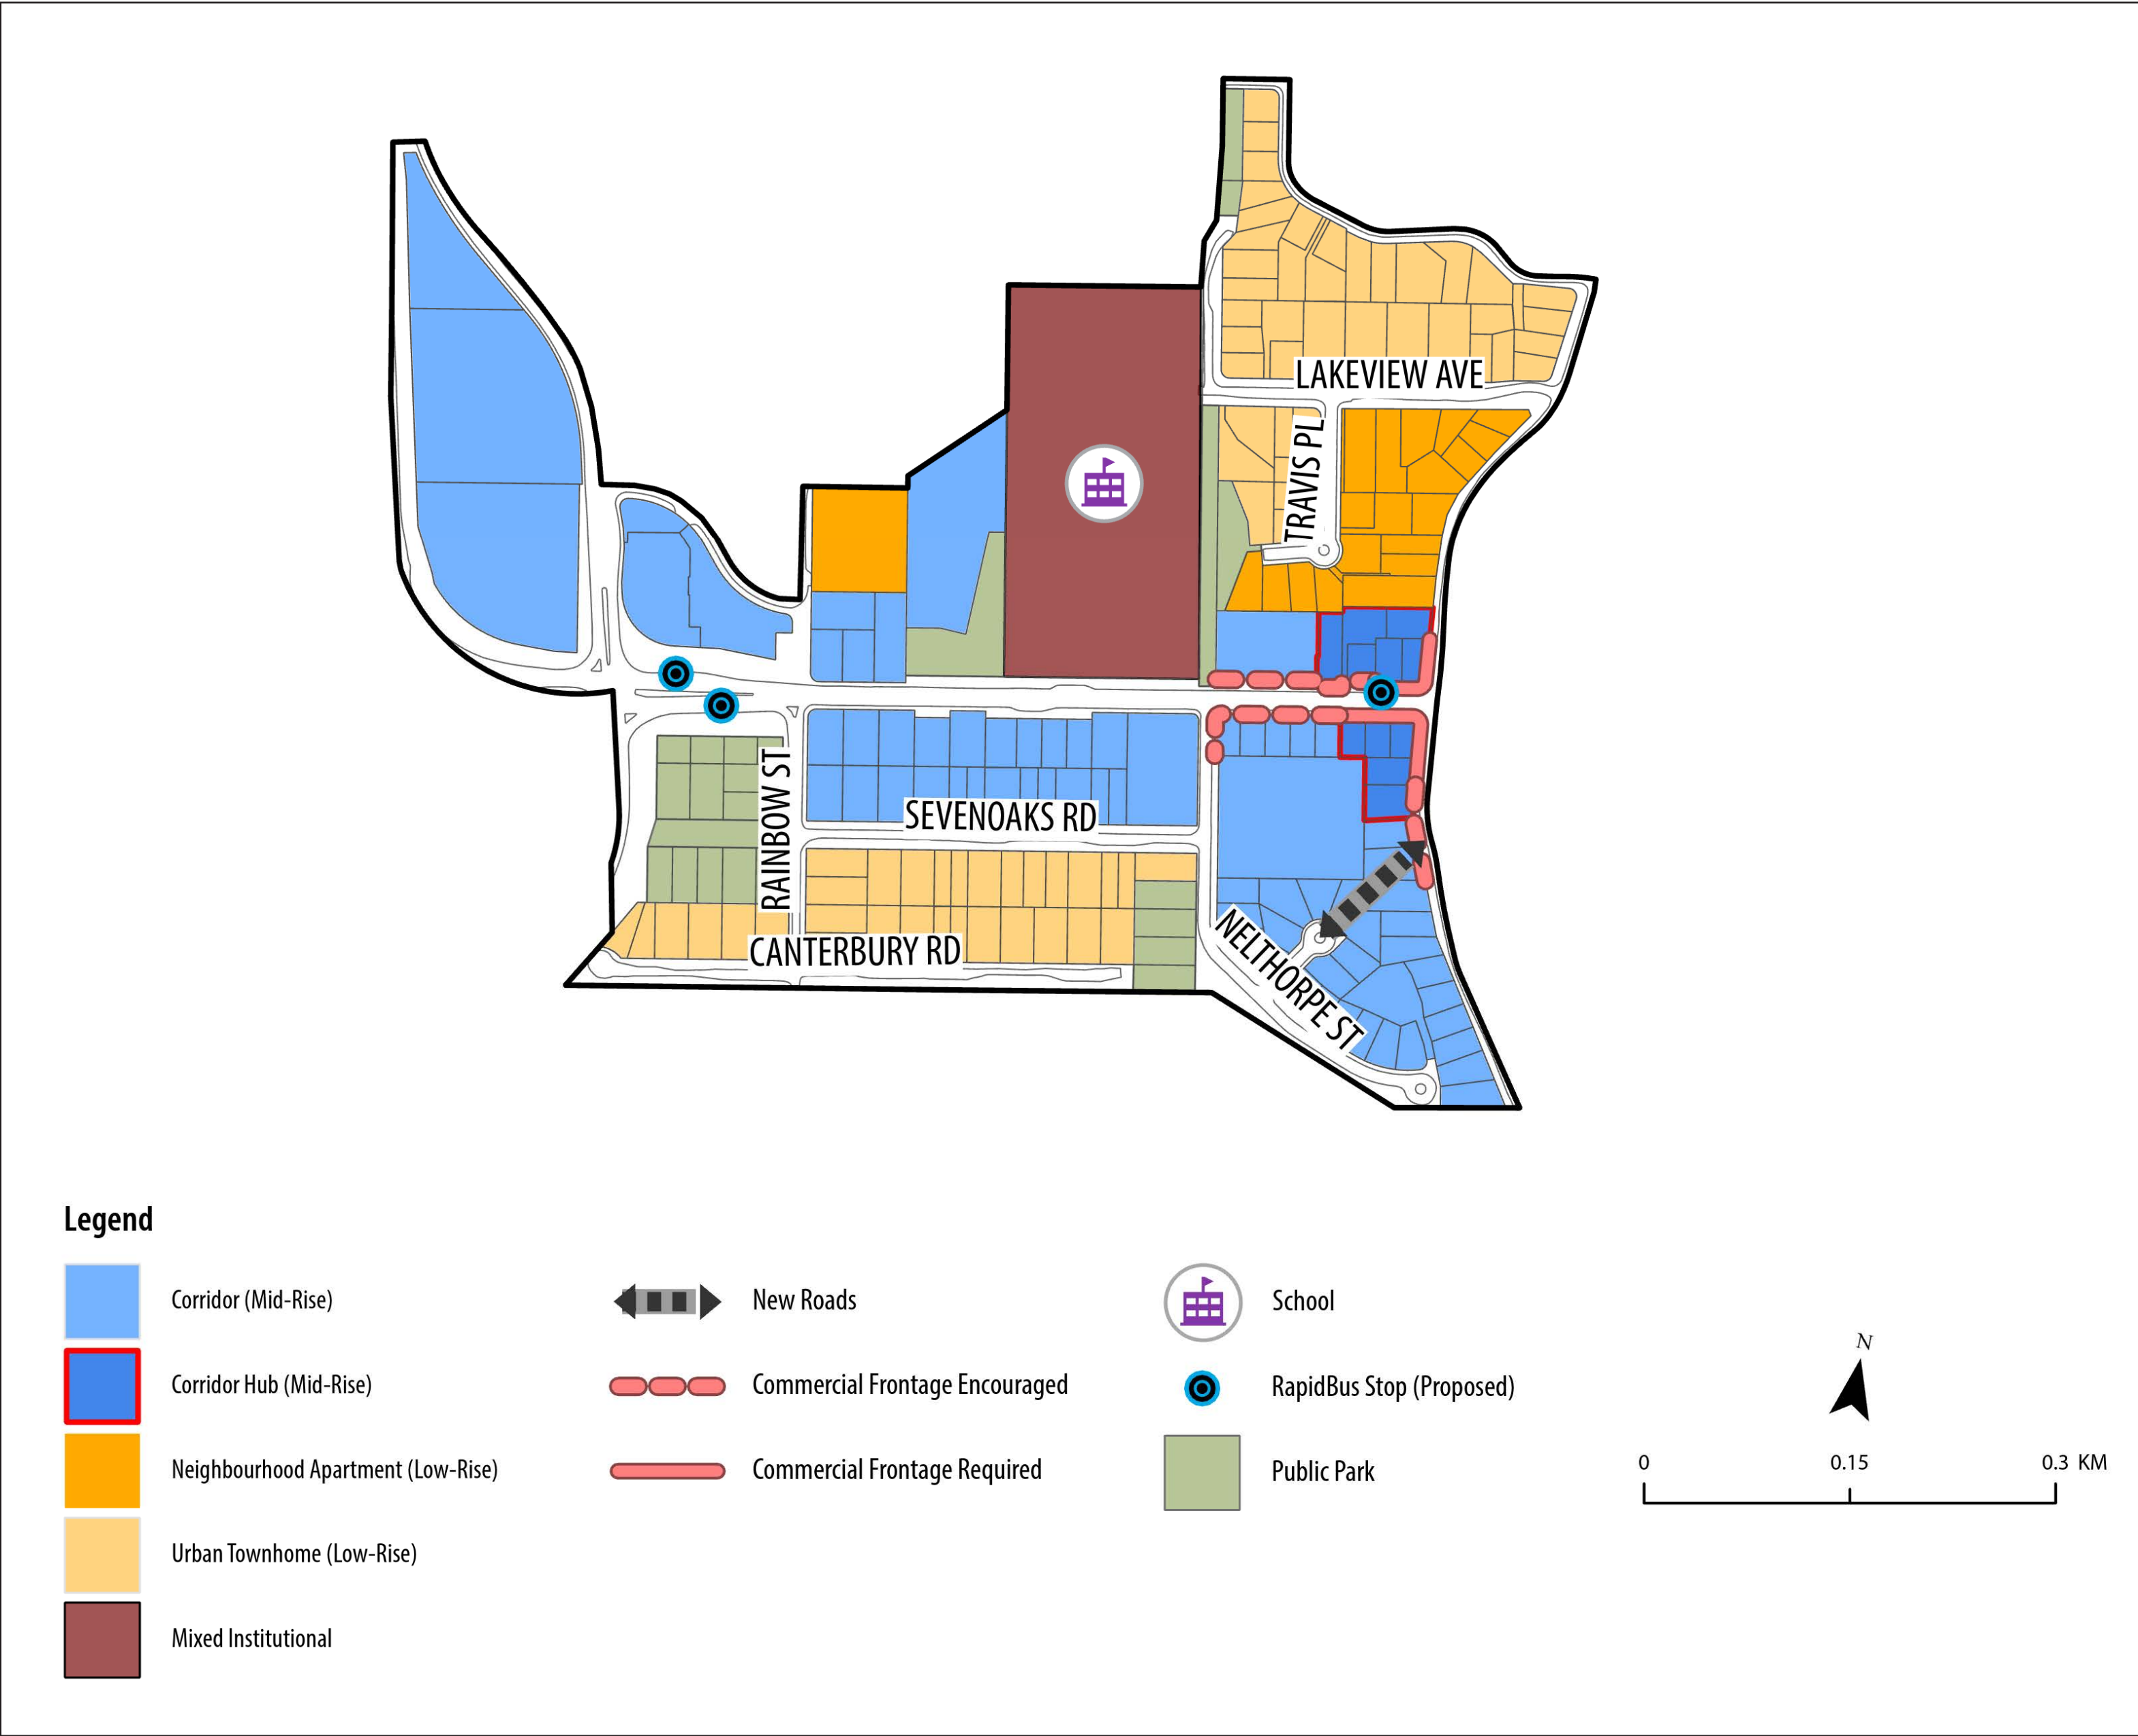 LAKEVIEW AVE
TRAVIS PL
RAINBOW ST
SEVENOAKS RD
CANTERBURY RD
NELTHORPE ST
Legend
Corridor (Mid-Rise)
Corridor Hub (Mid-Rise)
Neighbourhood Apartment (Low-Rise)
Urban Townhome (Low-Rise)
Mixed Institutional
New Roads
Commercial Frontage Encouraged
Commercial Frontage Required
School
RapidBus Stop (Proposed)
Public Park
N
0 0.15 0.3 KM